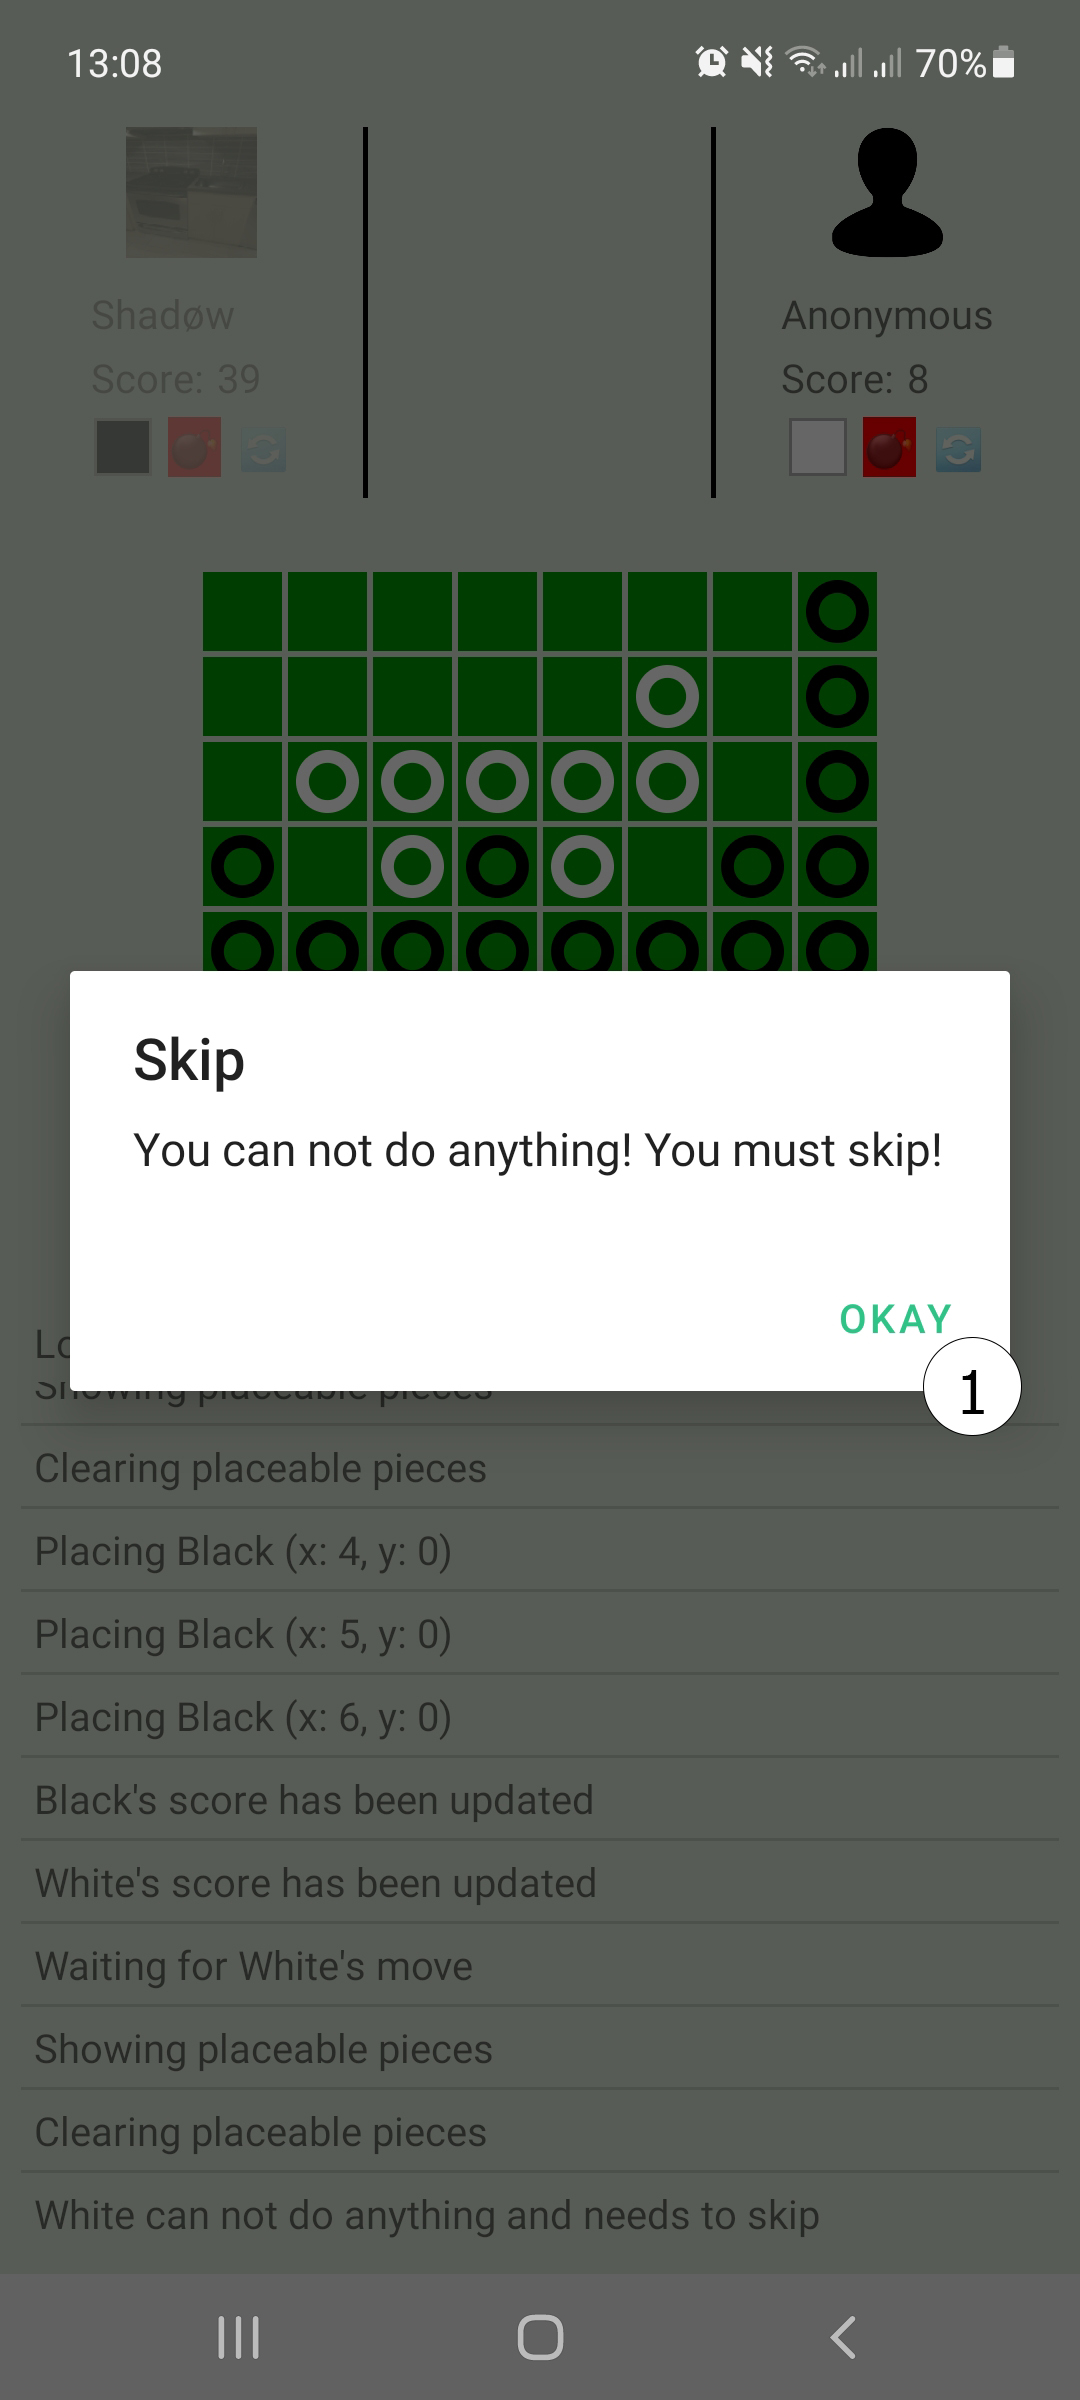 13:08
70%
Shadøw
Anonymous
Score: 39
Score: 8
Skip
You can not do anything! You must skip!
OKAY
1
Lo
Showing placeable pieces
Clearing placeable pieces
Placing Black (x: 4, y: 0)
Placing Black (x: 5, y: 0)
Placing Black (x: 6, y: 0)
Black's score has been updated
White's score has been updated
Waiting for White's move
Showing placeable pieces
Clearing placeable pieces
White can not do anything and needs to skip